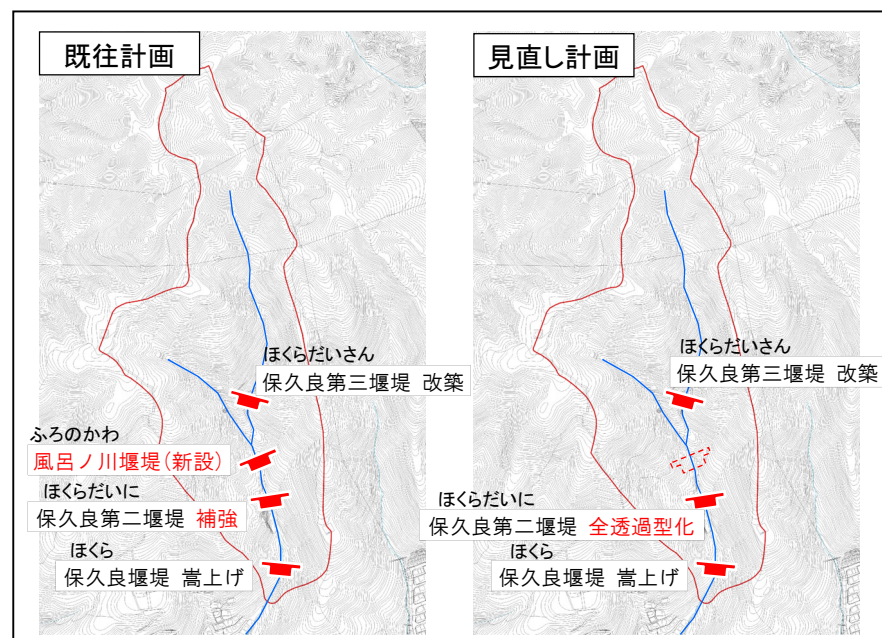 既往計画
ほくらだいさん
保久良第三堰堤 改築
ふろのかわ
風呂ノ川堰堤(新設)
ほくらだいに
保久良第二堰堤 補強
ほくら
保久良堰堤 嵩上げ
見直し計画
ほくらだいさん
保久良第三堰堤 改築
ほくらだいに
保久良第二堰堤 全透過型化
ほくら
保久良堰堤 嵩上げ